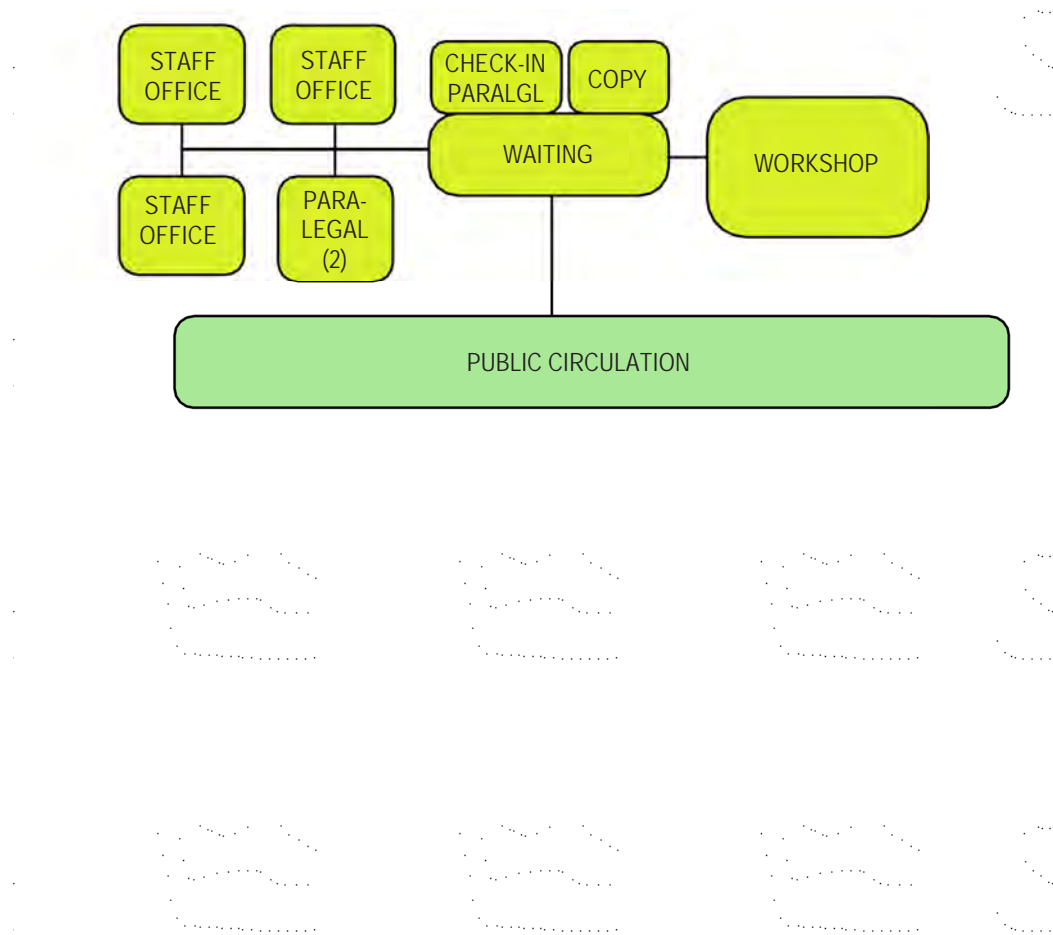 STAFF
OFFICE
STAFF
OFFICE
CHECK-IN
PARALGL
COPY
WAITING
WORKSHOP
STAFF
OFFICE
PARA-
LEGAL
(2)
PUBLIC CIRCULATION